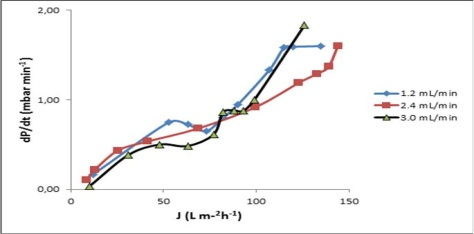 2,00
1,00
0,00
dP/dt (mbar min⁻¹)
0
50
100
150
J (L m-²h-¹)
1.2 mL/min
2.4 mL/min
3.0 mL/min